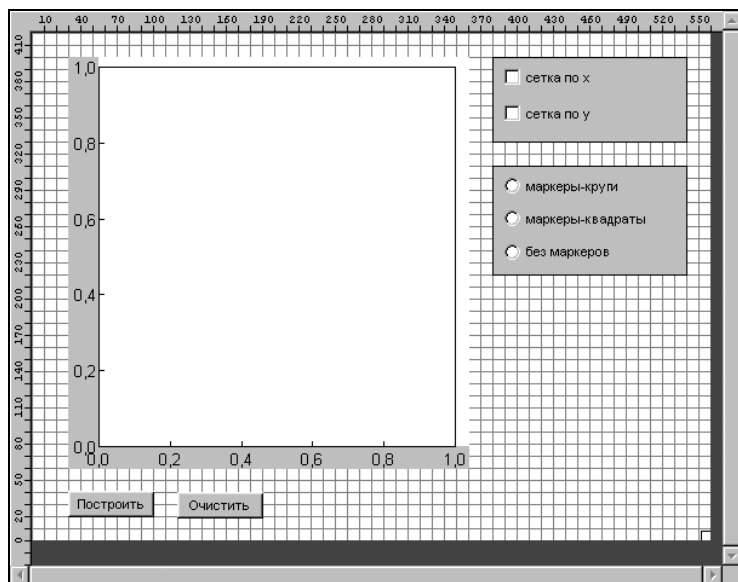 10 40 70 100 130 160 190 220 250 280 310 340 370 400 430 460 490 520 550
410
380
350
320
290
260
230
200
170
140
110
80
50
20
0
1,0
0,8
0,6
0,4
0,2
0,0
0,0 0,2 0,4 0,6 0,8 1,0
сетка по x
сетка по y
маркеры-круги
маркеры-квадраты
без маркеров
Построить Очистить